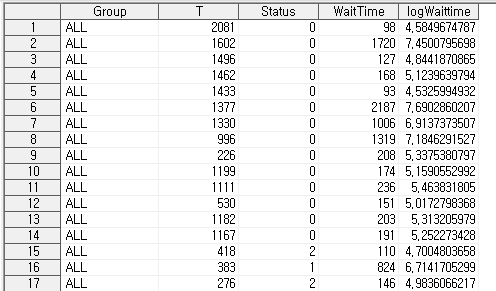 Group T Status WaitTime logWaittime
1 ALL 2081 0 98 4,5849674787
2 ALL 1602 0 1720 7,4500795698
3 ALL 1496 0 127 4,8441870865
4 ALL 1462 0 168 5,1239639794
5 ALL 1433 0 93 4,5325994932
6 ALL 1377 0 2187 7,6902860207
7 ALL 1330 0 1006 6,9137373507
8 ALL 996 0 1319 7,1846291527
9 ALL 226 0 208 5,3375380797
10 ALL 1199 0 174 5,1590552992
11 ALL 1111 0 236 5,463831805
12 ALL 530 0 151 5,0172798368
13 ALL 1182 0 203 5,313205979
14 ALL 1167 0 191 5,252273428
15 ALL 418 2 110 4,7004803658
16 ALL 383 1 824 6,7141705299
17 ALL 276 2 146 4,9836066217